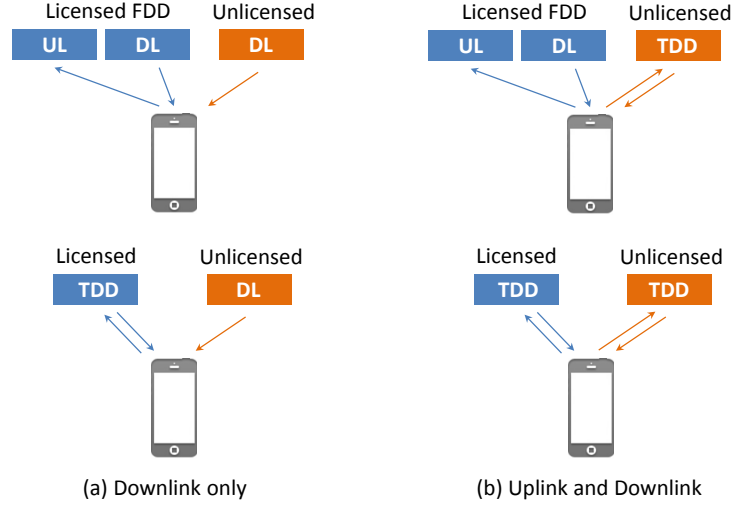 Licensed FDD
Unlicensed
UL
DL
DL
Licensed FDD
Unlicensed
UL
DL
TDD
Licensed
Unlicensed
TDD
DL
Licensed
Unlicensed
TDD
TDD
(a) Downlink only
(b) Uplink and Downlink